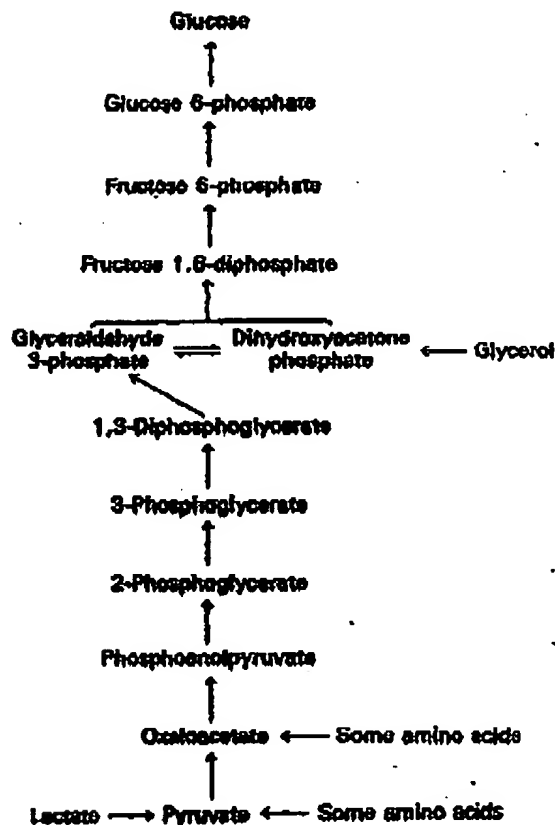 Glucose
Glucose 6-phosphate
Fructose 6-phosphate
Fructose 1,6-diphosphate
Glyceraldehyde
3-phosphate
Dihydroxyacetone
phosphate
Glycerol
1,3-Diphosphoglycerate
3-Phosphoglycerate
2-Phosphoglycerate
Phosphoenolpyruvate
Oxaloacetate
Some amino acids
Lactate
Pyruvate
Some amino acids